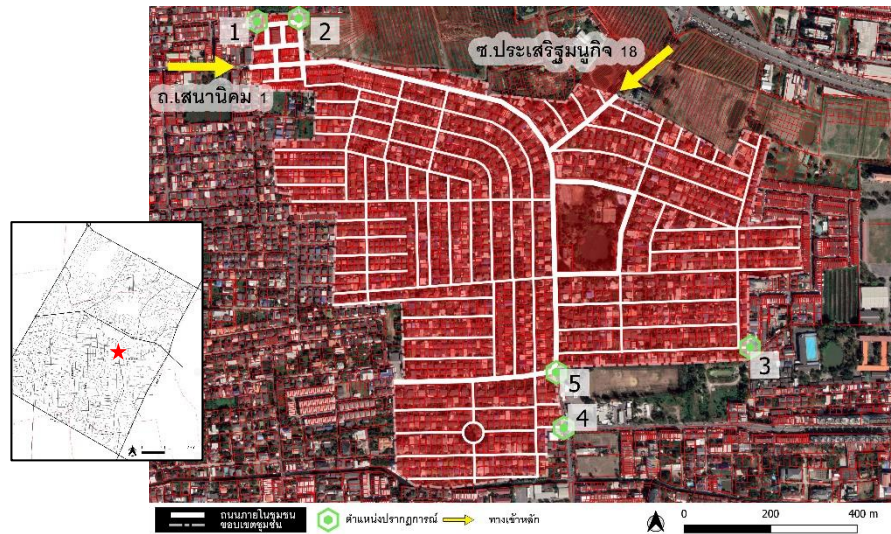 1
2
ซ.ประเสริฐมนูกิจ 18
ถ.เสนานิคม 1
3
5
4
ถนนภายในชุมชน
ขอบเขตชุมชน
ตำแหน่งปรากฏการณ์
ทางเข้าหลัก
0 200 400 m